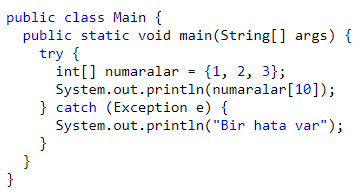 public class Main {
  public static void main(String[] args) {
    try {
      int[] numaralar = {1, 2, 3};
      System.out.println(numaralar[10]);
    } catch (Exception e) {
      System.out.println("Bir hata var");
    }
  }
}